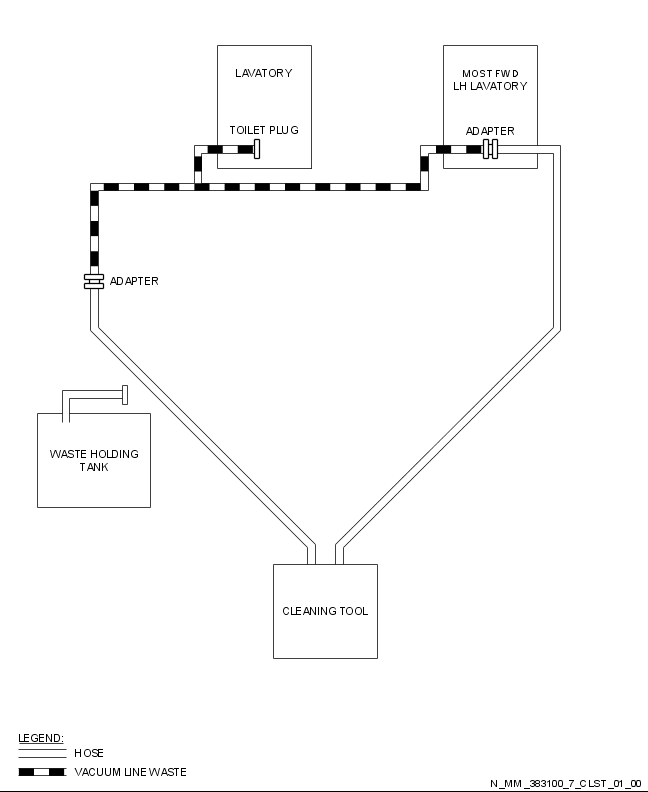 LAVATORY
MOST FWD
LH LAVATORY
TOILET PLUG
ADAPTER
ADAPTER
WASTE HOLDING
TANK
CLEANING TOOL
LEGEND:
HOSE
VACUUM LINE WASTE
N_MM_383100_7_CLST_01_00